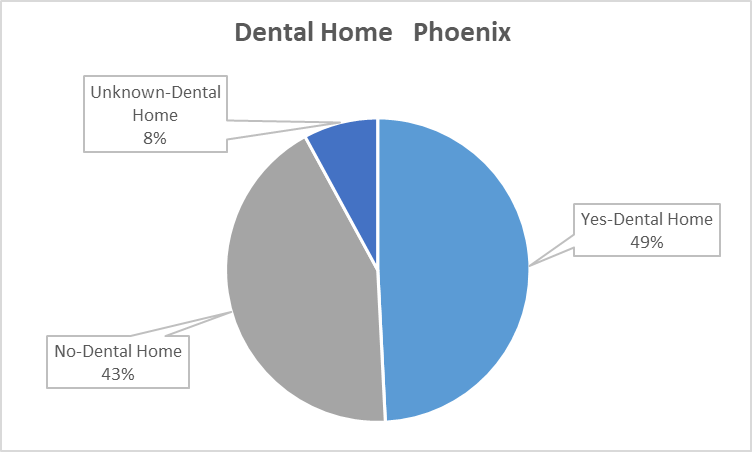 Dental Home   Phoenix
Unknown-Dental
Home
8%
Yes-Dental Home
49%
No-Dental Home
43%